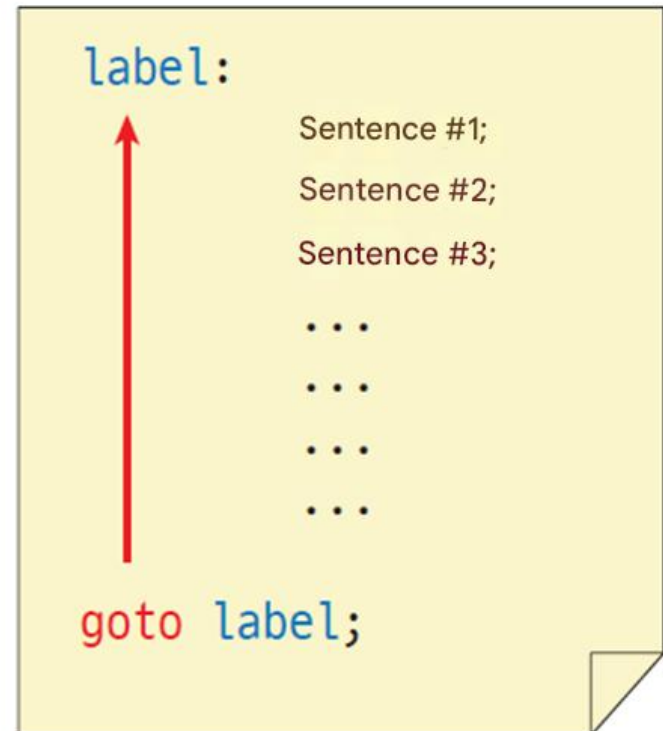 label:
Sentence #1;
Sentence #2;
Sentence #3;
...
...
...
...
goto label;